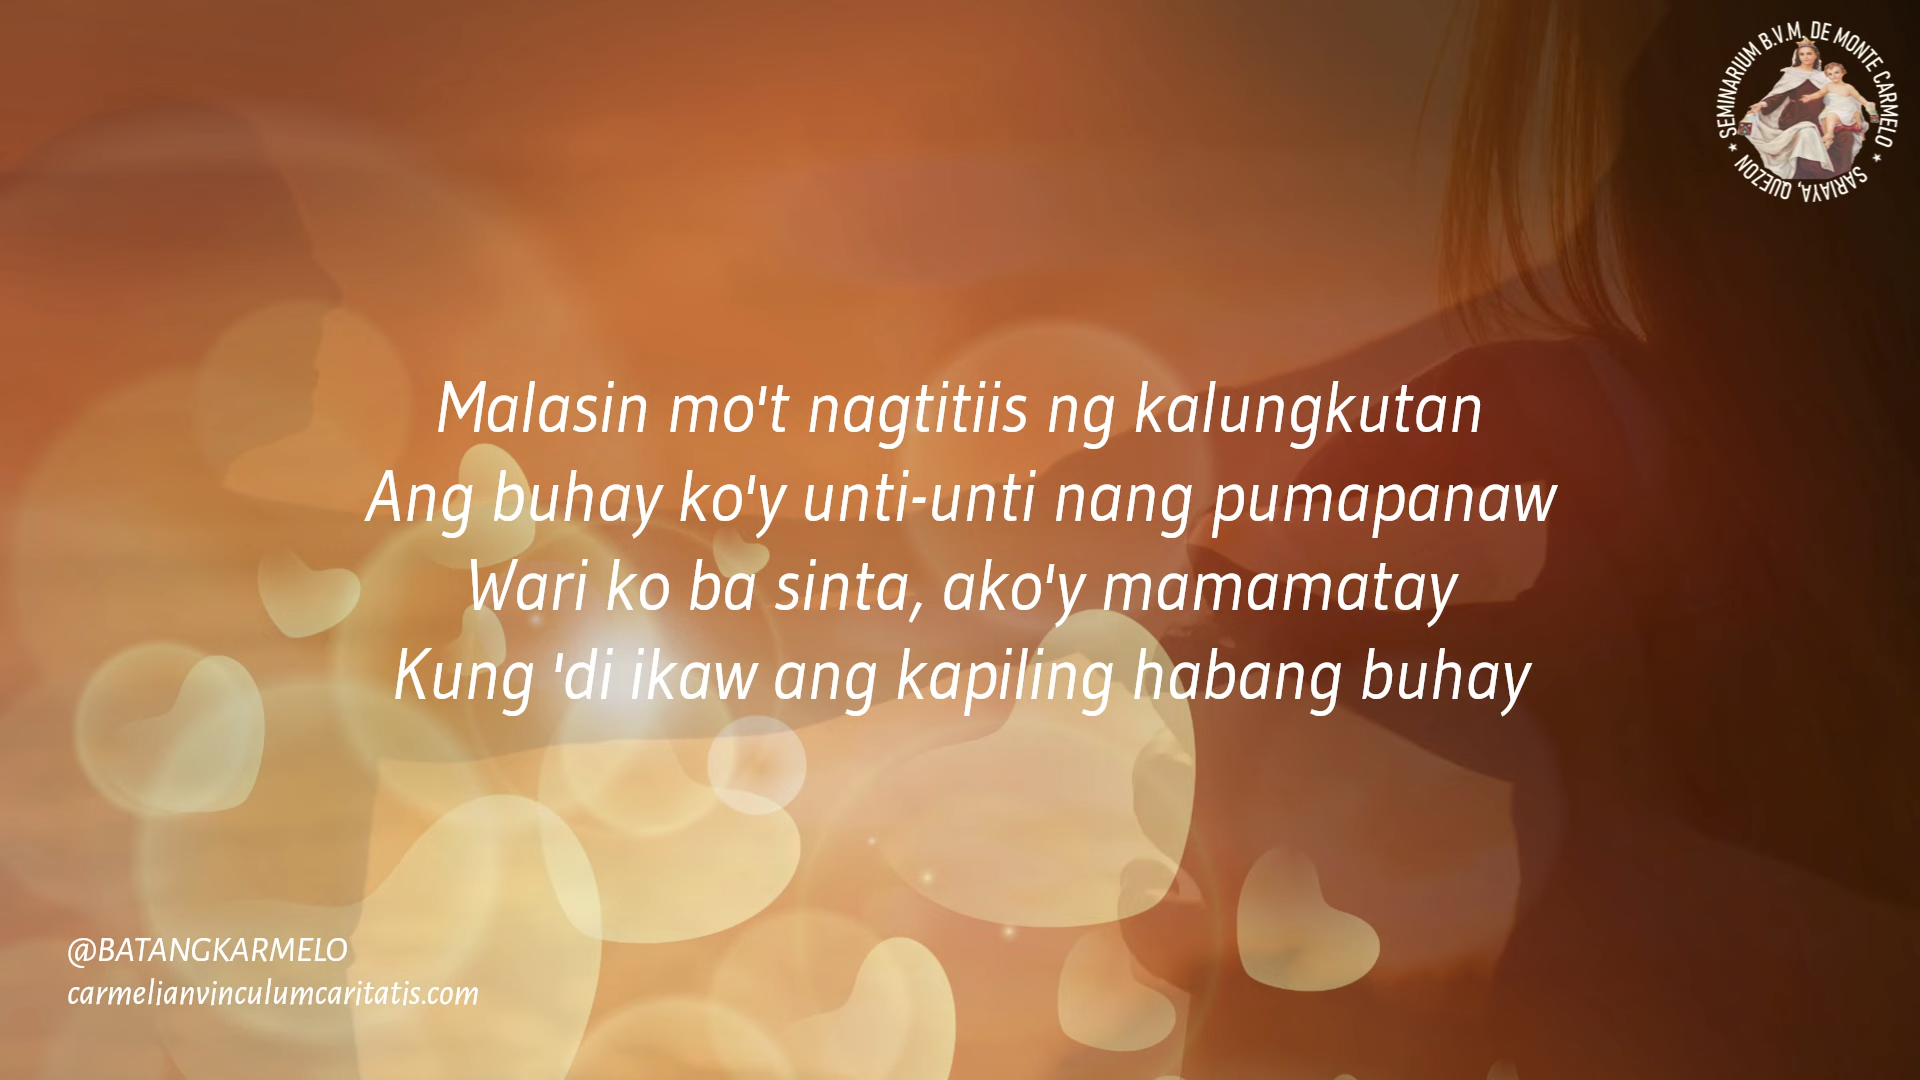 SEMINARIUM B.V.M. DE MONTE CARMELO
SARIAYA, QUEZON
Malasin mo't nagtitiis ng kalungkutan
Ang buhay ko'y unti-unti nang pumapanaw
Wari ko ba sinta, ako'y mamamatay
Kung 'di ikaw ang kapiling habang buhay
@BATANGKARMELO
carmelianvinculumcaritatis.com